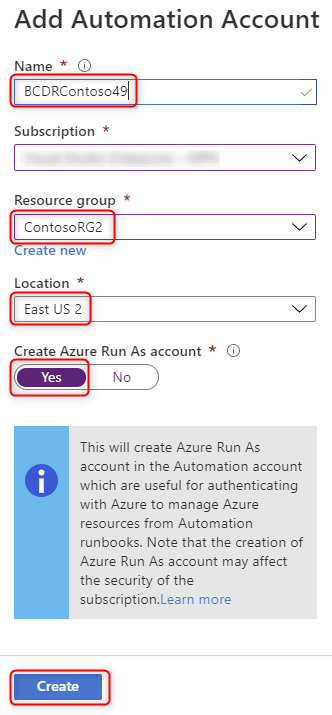 Add Automation Account
Name *
BCDRContoso49
Subscription *
Resource group *
ContosoRG2
Create new
Location *
East US 2
Create Azure Run As account *
Yes No
This will create Azure Run As
account in the Automation account
which are useful for authenticating
with Azure to manage Azure
resources from Automation
runbooks. Note that the creation of
Azure Run As account may affect
the security of the
subscription.Learn more
Create